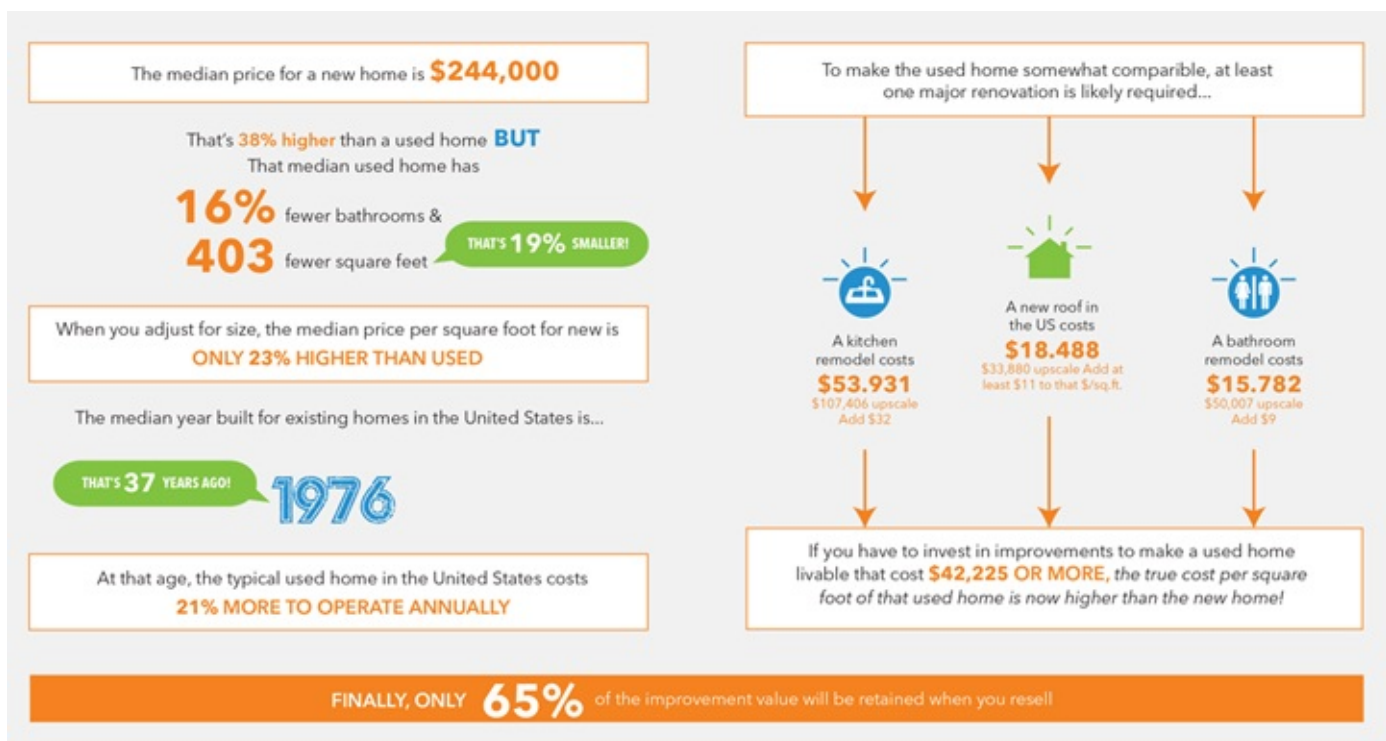 The median price for a new home is $244,000
That's 38% higher than a used home BUT
That median used home has
16% fewer bathrooms &
403 fewer square feet
THAT'S 19% SMALLER!
When you adjust for size, the median price per square foot for new is
ONLY 23% HIGHER THAN USED
The median year built for existing homes in the United States is...
THAT'S 37 YEARS AGO!
1976
At that age, the typical used home in the United States costs
21% MORE TO OPERATE ANNUALLY
To make the used home somewhat comparible, at least
one major renovation is likely required...
A kitchen
remodel costs
$53.931
$107,406 upscale
Add $32
A new roof in
the US costs
$18.488
$33,880 upscale Add at
least $11 to that $/sq.ft.
A bathroom
remodel costs
$15.782
$50,007 upscale
Add $9
If you have to invest in improvements to make a used home
livable that cost $42,225 OR MORE, the true cost per square
foot of that used home is now higher than the new home!
FINALLY, ONLY 65% of the improvement value will be retained when you resell